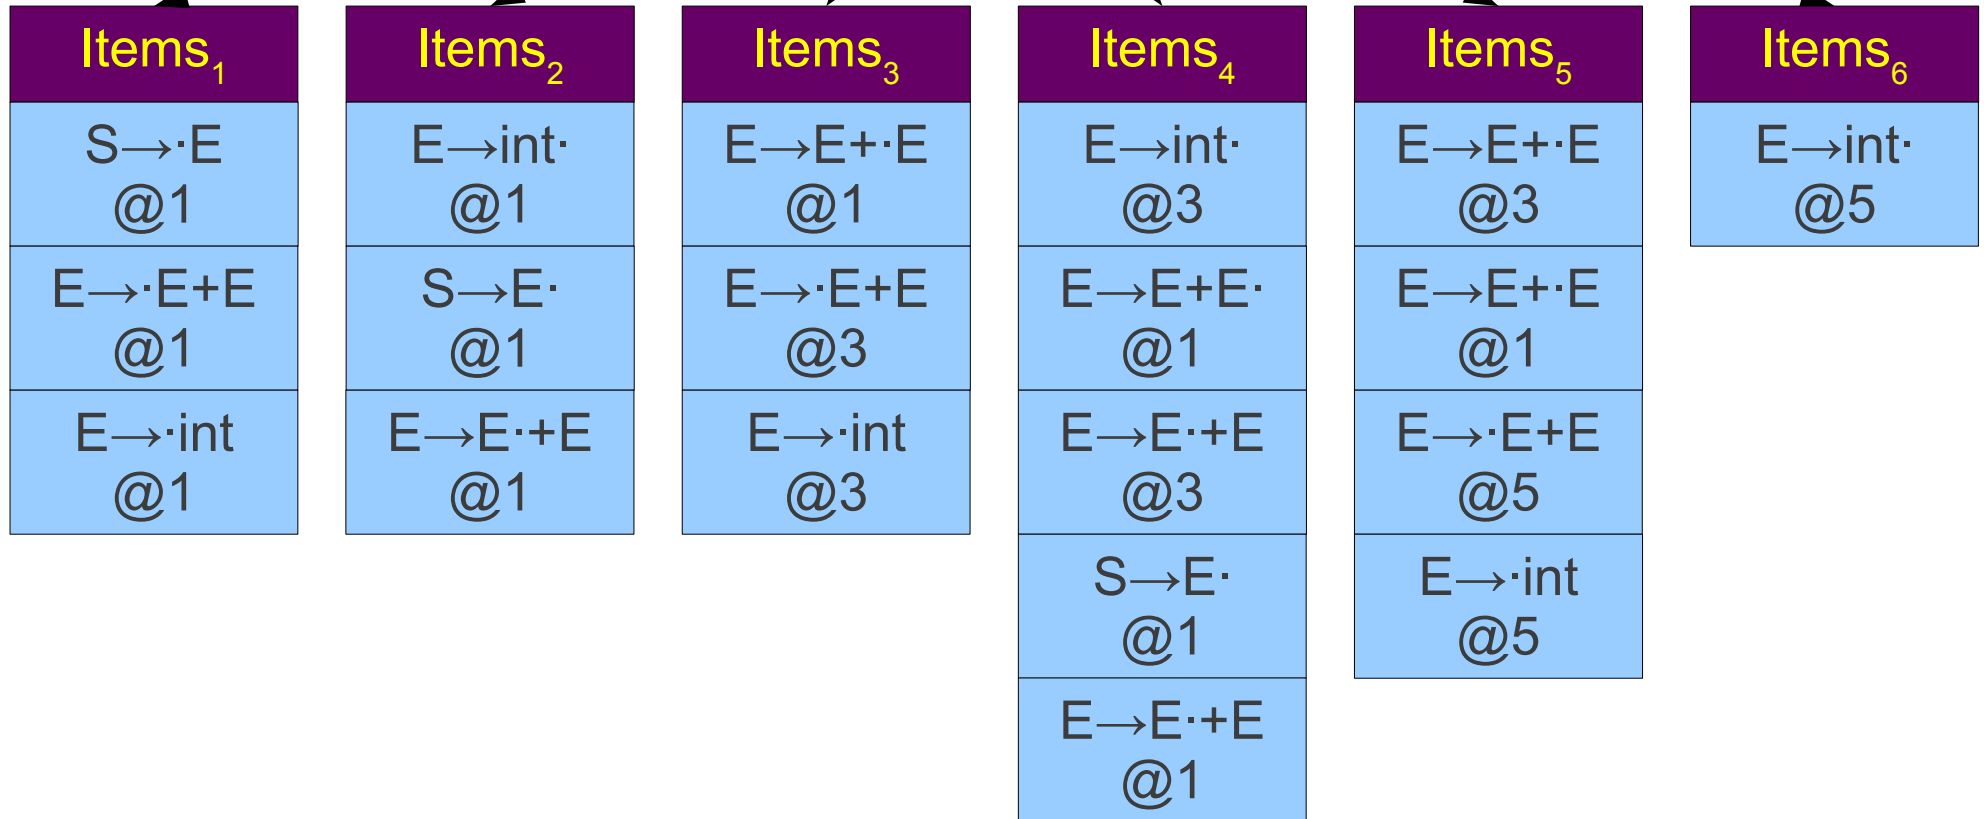 Items₁
S→·E
@1
E→·E+E
@1
E→·int
@1
Items₂
E→int·
@1
S→E·
@1
E→E·+E
@1
Items₃
E→E+·E
@1
E→·E+E
@3
E→·int
@3
Items₄
E→int·
@3
E→E+E·
@1
E→E·+E
@3
S→E·
@1
E→E·+E
@1
Items₅
E→E+·E
@3
E→E+·E
@1
E→·E+E
@5
E→·int
@5
Items₆
E→int·
@5